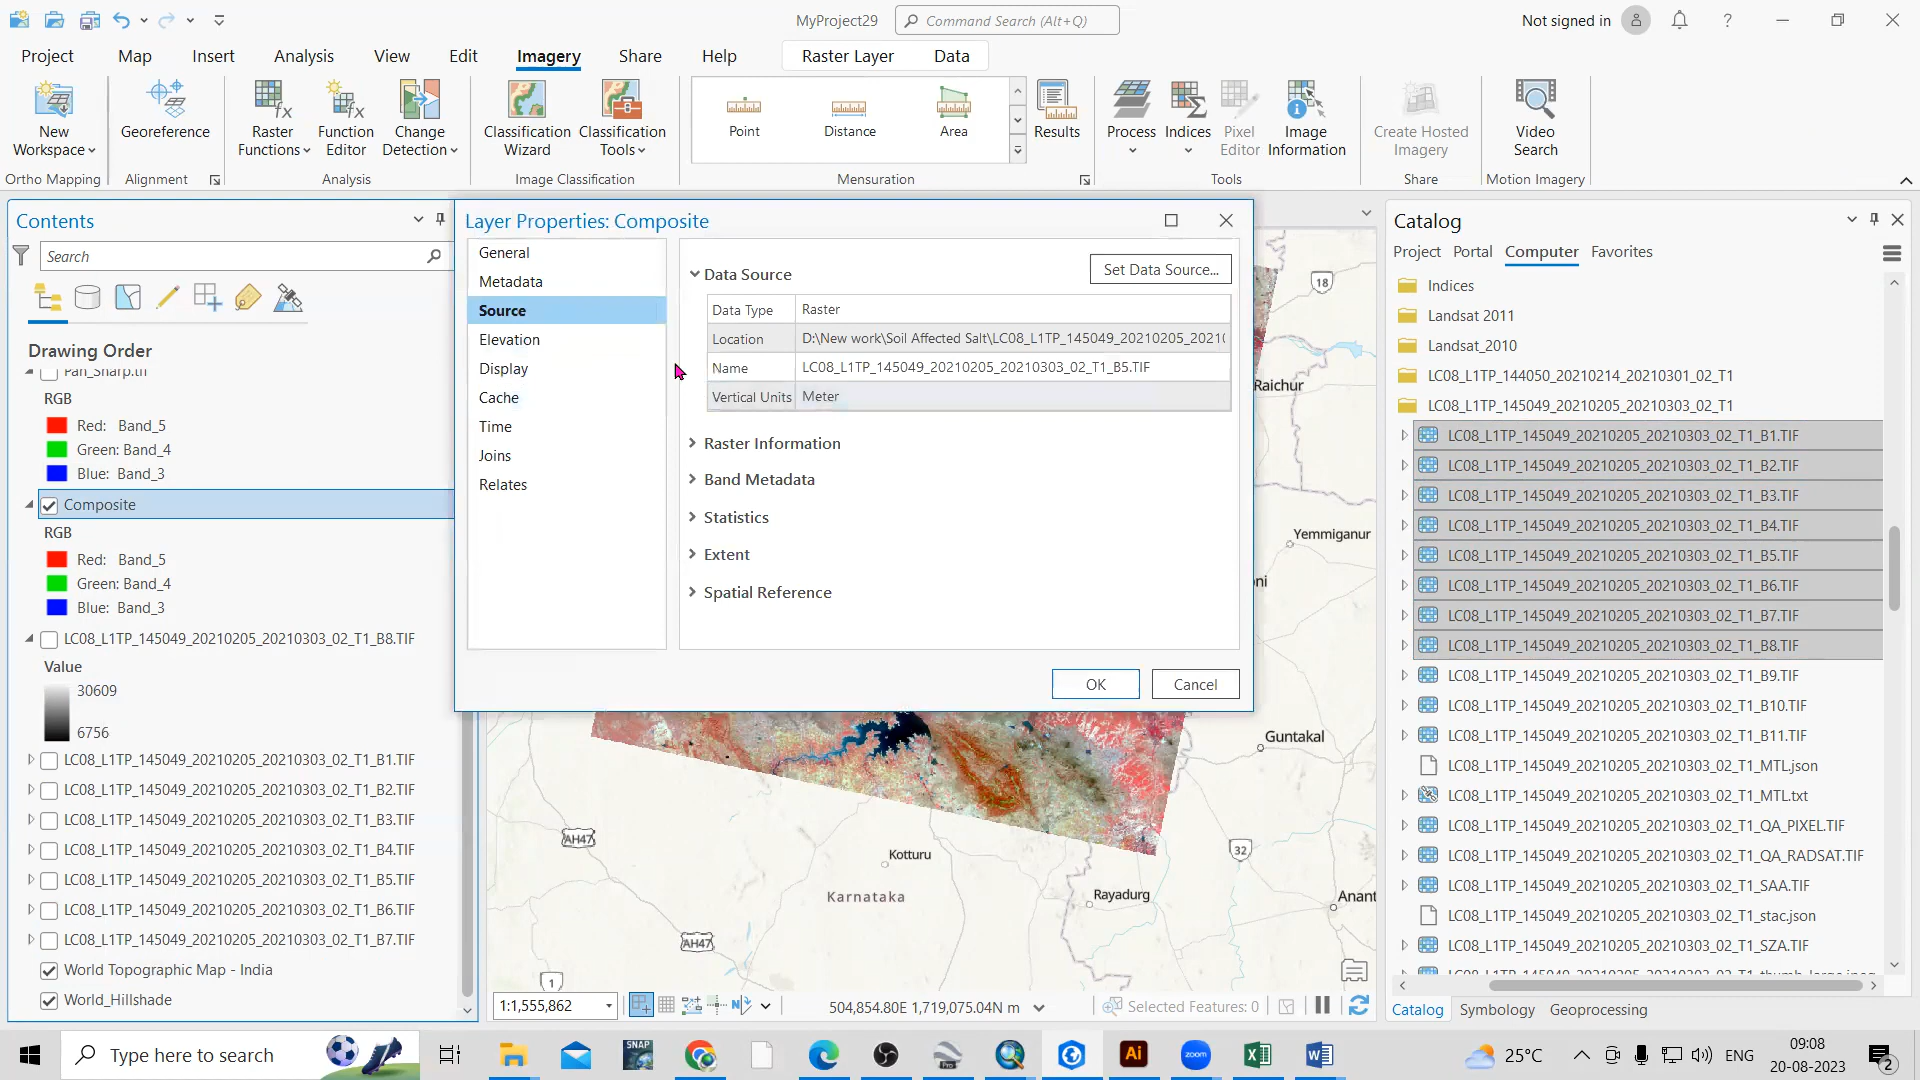 MyProject29
Command Search (Alt+Q)
Not signed in
Project
Map
Insert
Analysis
View
Edit
Imagery
Share
Help
Raster Layer
Data
New Workspace
Georeference
Raster Functions
Function Editor
Change Detection
Classification Wizard
Classification Tools
Point
Distance
Area
Results
Process
Indices
Pixel Editor
Image Information
Create Hosted Imagery
Video Search
Ortho Mapping
Alignment
Analysis
Image Classification
Mensuration
Tools
Share
Motion Imagery
Contents
Search
Drawing Order
Pan_Sharp.tif
RGB
Red: Band_5
Green: Band_4
Blue: Band_3
Composite
RGB
Red: Band_5
Green: Band_4
Blue: Band_3
LC08_L1TP_145049_20210205_20210303_02_T1_B8.TIF
Value
30609
6756
LC08_L1TP_145049_20210205_20210303_02_T1_B1.TIF
LC08_L1TP_145049_20210205_20210303_02_T1_B2.TIF
LC08_L1TP_145049_20210205_20210303_02_T1_B3.TIF
LC08_L1TP_145049_20210205_20210303_02_T1_B4.TIF
LC08_L1TP_145049_20210205_20210303_02_T1_B5.TIF
LC08_L1TP_145049_20210205_20210303_02_T1_B6.TIF
LC08_L1TP_145049_20210205_20210303_02_T1_B7.TIF
World Topographic Map - India
World_Hillshade
Layer Properties: Composite
General
Metadata
Source
Elevation
Display
Cache
Time
Joins
Relates
Data Source
Set Data Source...
Data Type Raster
Location D:\New work\Soil Affected Salt\LC08_L1TP_145049_20210205_2021
Name LC08_L1TP_145049_20210205_20210303_02_T1_B5.TIF
Vertical Units Meter
Raster Information
Band Metadata
Statistics
Extent
Spatial Reference
OK
Cancel
18
Raichur
Yemmiganur
oni
Guntakal
32
AH47
Kotturu
Karnataka
Rayadurg
Anant
AH47
1
1:1,555,862
504,854.80E 1,719,075.04N m
Selected Features: 0
Catalog
Project
Portal
Computer
Favorites
Indices
Landsat 2011
Landsat_2010
LC08_L1TP_144050_20210214_20210301_02_T1
LC08_L1TP_145049_20210205_20210303_02_T1
LC08_L1TP_145049_20210205_20210303_02_T1_B1.TIF
LC08_L1TP_145049_20210205_20210303_02_T1_B2.TIF
LC08_L1TP_145049_20210205_20210303_02_T1_B3.TIF
LC08_L1TP_145049_20210205_20210303_02_T1_B4.TIF
LC08_L1TP_145049_20210205_20210303_02_T1_B5.TIF
LC08_L1TP_145049_20210205_20210303_02_T1_B6.TIF
LC08_L1TP_145049_20210205_20210303_02_T1_B7.TIF
LC08_L1TP_145049_20210205_20210303_02_T1_B8.TIF
LC08_L1TP_145049_20210205_20210303_02_T1_B9.TIF
LC08_L1TP_145049_20210205_20210303_02_T1_B10.TIF
LC08_L1TP_145049_20210205_20210303_02_T1_B11.TIF
LC08_L1TP_145049_20210205_20210303_02_T1_MTL.json
LC08_L1TP_145049_20210205_20210303_02_T1_MTL.txt
LC08_L1TP_145049_20210205_20210303_02_T1_QA_PIXEL.TIF
LC08_L1TP_145049_20210205_20210303_02_T1_QA_RADSAT.TIF
LC08_L1TP_145049_20210205_20210303_02_T1_SAA.TIF
LC08_L1TP_145049_20210205_20210303_02_T1_stac.json
LC08_L1TP_145049_20210205_20210303_02_T1_SZA.TIF
LC08_L1TP_145049_20210205_20210303_02_T1_thumb_large.jpeg
Catalog
Symbology
Geoprocessing
Type here to search
SNAP
Pro
Ai
zoom
25°C
ENG
09:08
20-08-2023
2